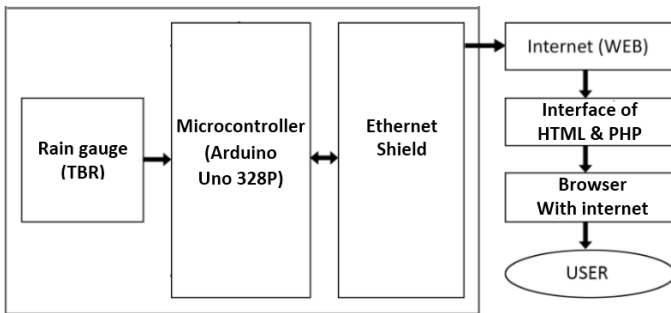 Rain gauge
(TBR)
Microcontroller
(Arduino
Uno 328P)
Ethernet
Shield
Internet (WEB)
Interface of
HTML & PHP
Browser
With internet
USER